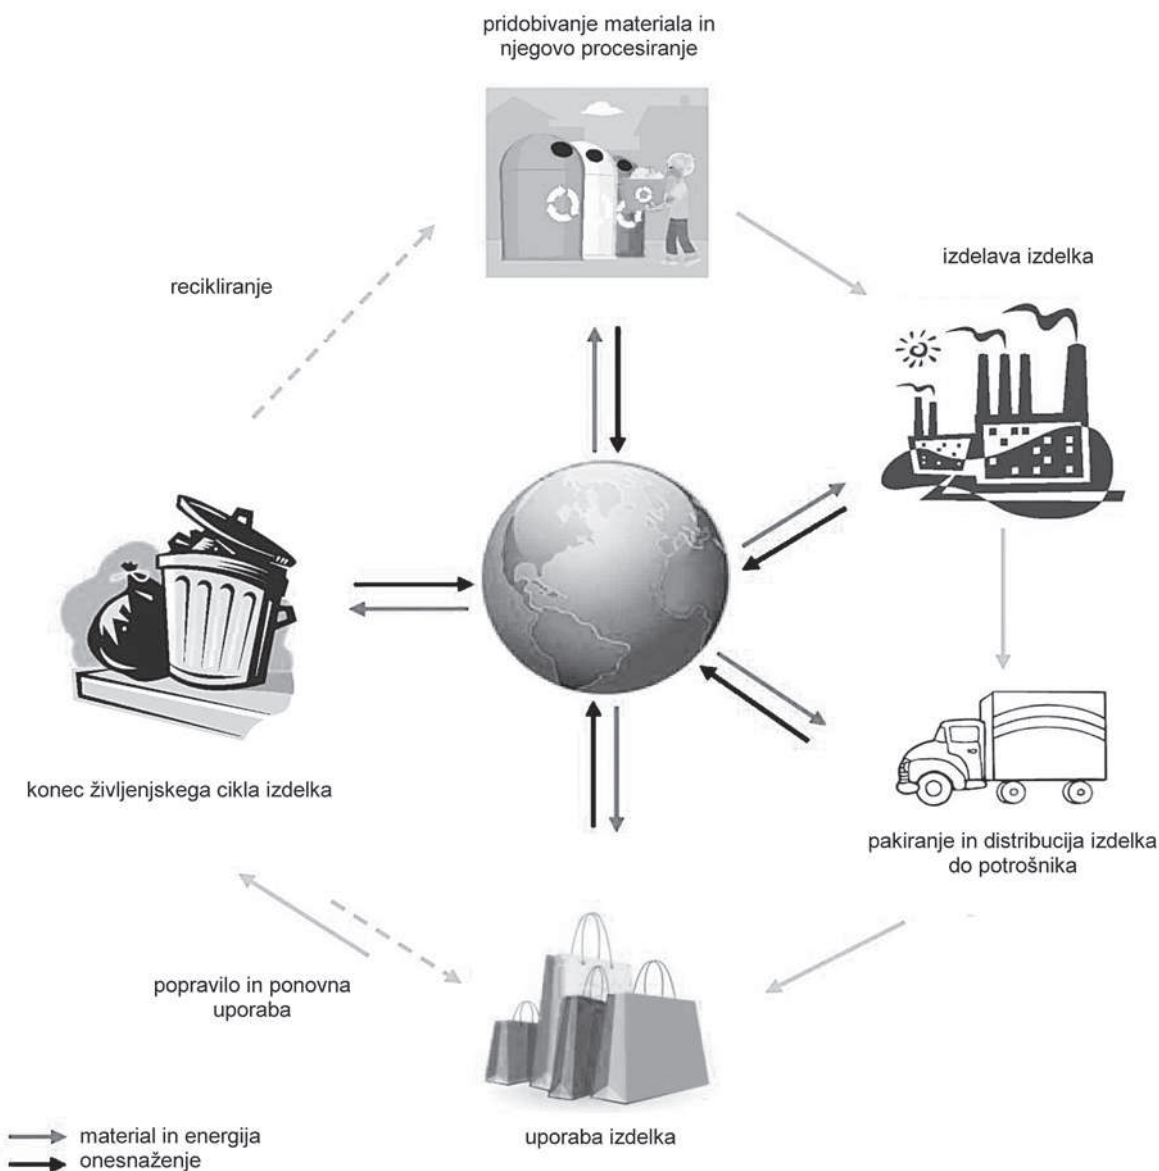 pridobivanje materiala in
njegovo procesiranje
recikliranje
izdelava izdelka
konec življenjskega cikla izdelka
pakiranje in distribucija izdelka
do potrošnika
popravilo in ponovna
uporaba
uporaba izdelka
material in energija
onesnaženje